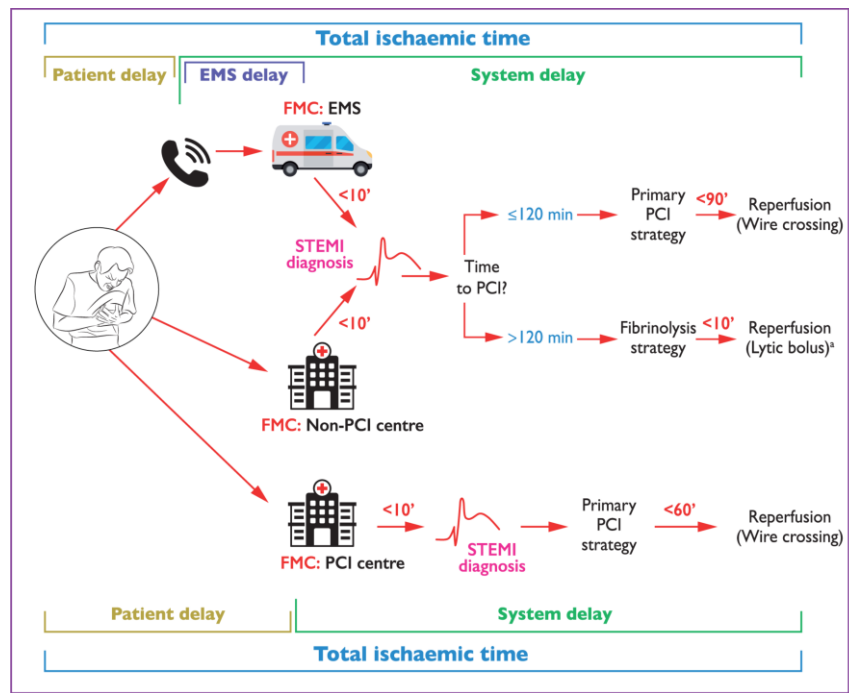 Total ischaemic time
Patient delay
EMS delay
System delay
FMC: EMS
<10'
STEMI
diagnosis
<10'
Time
to PCI?
≤120 min
Primary
PCI
strategy
<90'
Reperfusion
(Wire crossing)
>120 min
Fibrinolysis
strategy
<10'
Reperfusion
(Lytic bolus)ª
FMC: Non-PCI centre
FMC: PCI centre
<10'
STEMI
diagnosis
Primary
PCI
strategy
<60'
Reperfusion
(Wire crossing)
Patient delay
System delay
Total ischaemic time